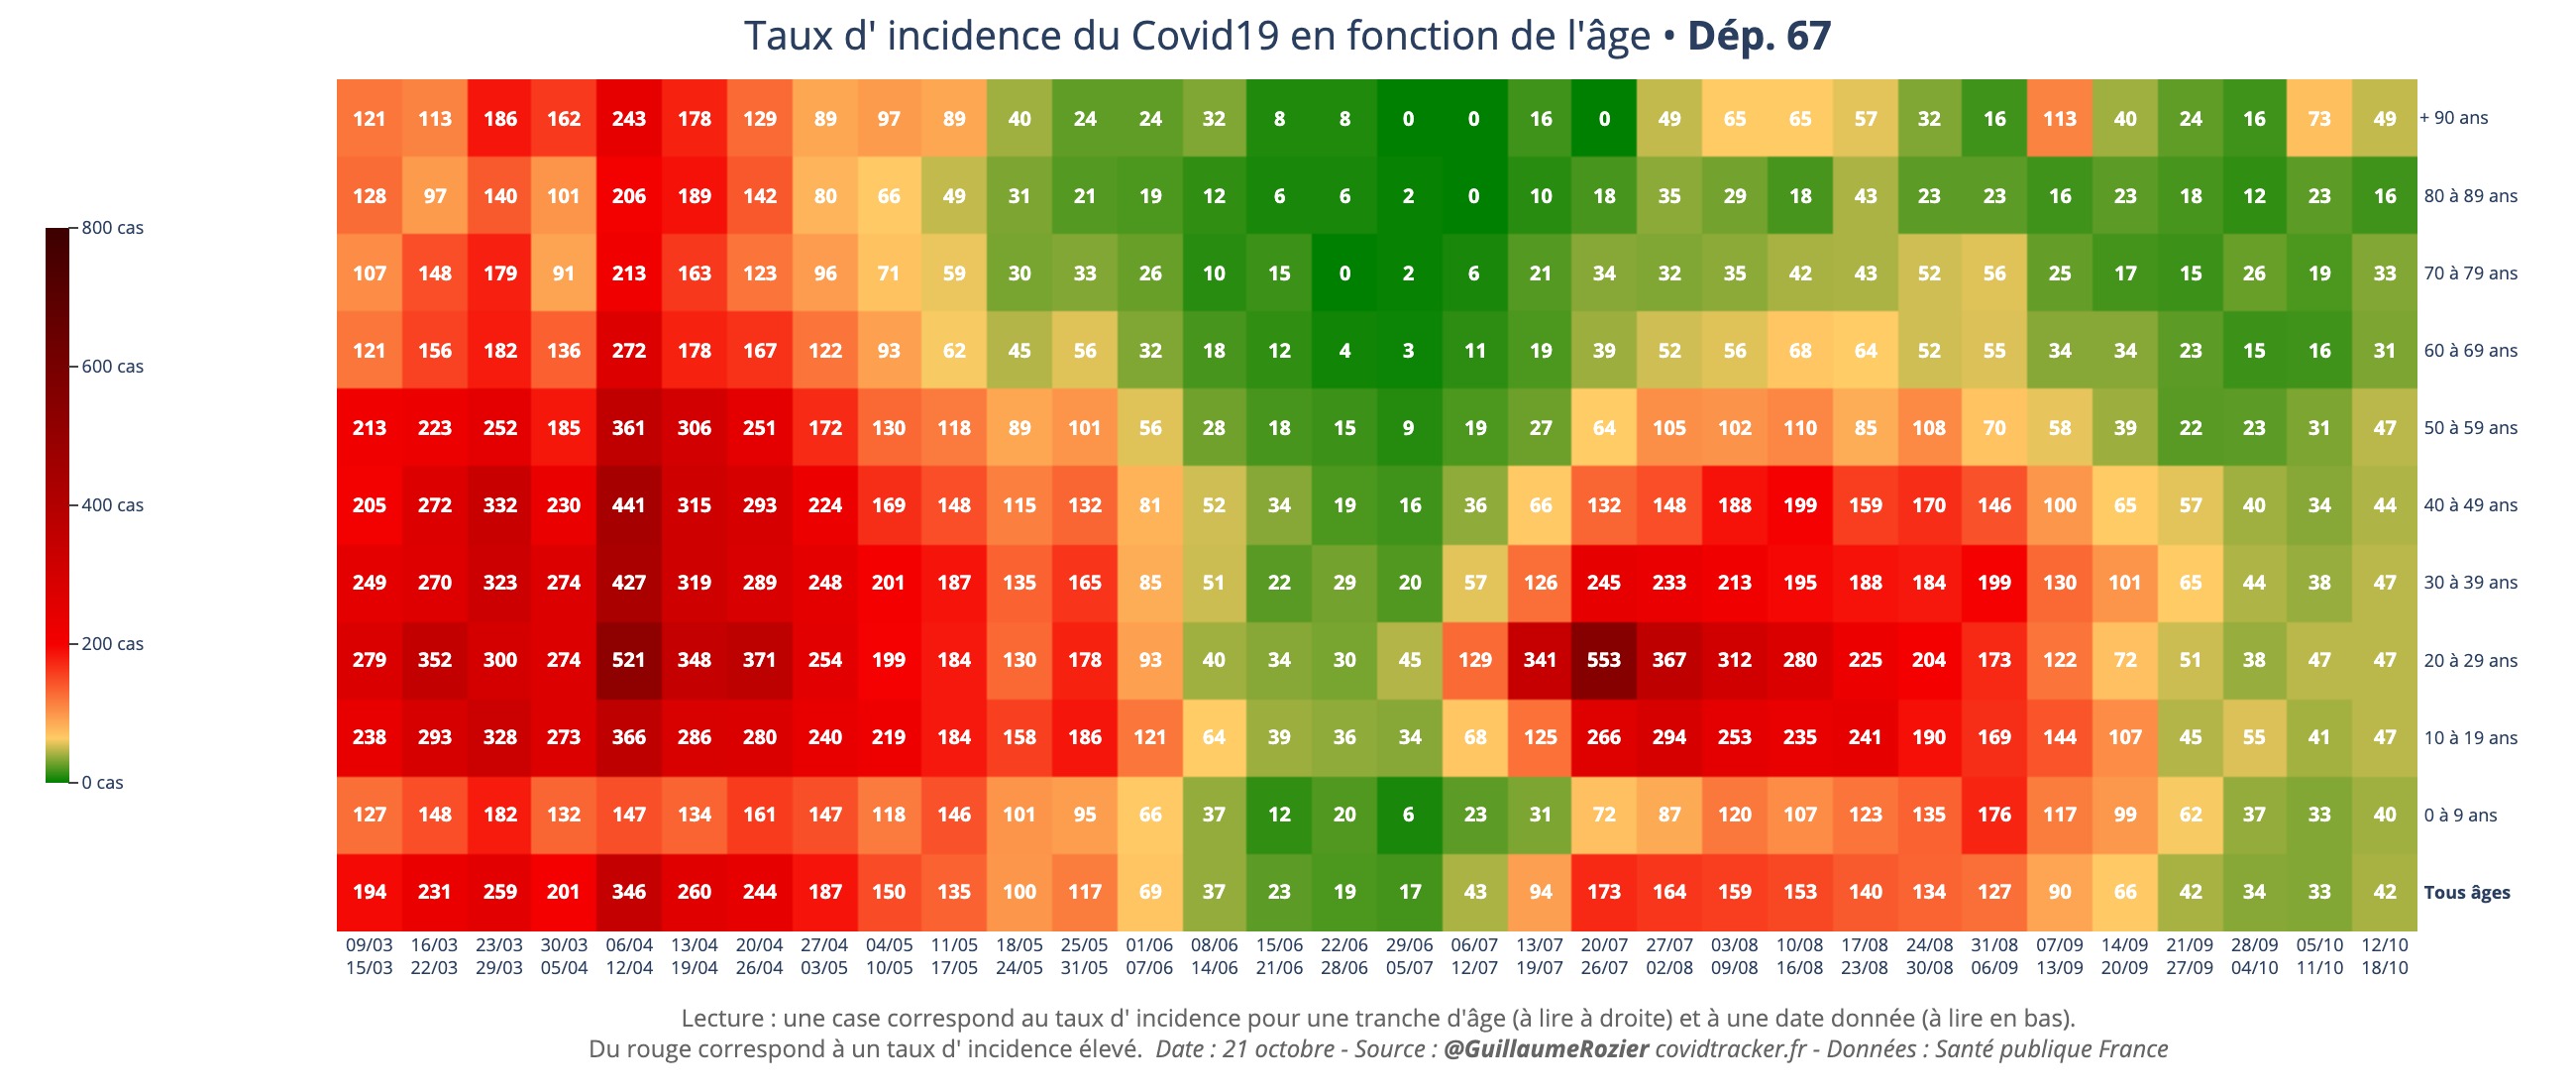 Taux d' incidence du Covid19 en fonction de l'âge • Dép. 67
800 cas
600 cas
400 cas
200 cas
0 cas
121 113 186 162 243 178 129 89 97 89 40 24 24 32 8 8 0 0 16 0 49 65 65 57 32 16 113 40 24 16 73 49 + 90 ans
128 97 140 101 206 189 142 80 66 49 31 21 19 12 6 6 2 0 10 18 35 29 18 43 23 23 16 23 18 12 23 16 80 à 89 ans
107 148 179 91 213 163 123 96 71 59 30 33 26 10 15 0 2 6 21 34 32 35 42 43 52 56 25 17 15 26 19 33 70 à 79 ans
121 156 182 136 272 178 167 122 93 62 45 56 32 18 12 4 3 11 19 39 52 56 68 64 52 55 34 34 23 15 16 31 60 à 69 ans
213 223 252 185 361 306 251 172 130 118 89 101 56 28 18 15 9 19 27 64 105 102 110 85 108 70 58 39 22 23 31 47 50 à 59 ans
205 272 332 230 441 315 293 224 169 148 115 132 81 52 34 19 16 36 66 132 148 188 199 159 170 146 100 65 57 40 34 44 40 à 49 ans
249 270 323 274 427 319 289 248 201 187 135 165 85 51 22 29 20 57 126 245 233 213 195 188 184 199 130 101 65 44 38 47 30 à 39 ans
279 352 300 274 521 348 371 254 199 184 130 178 93 40 34 30 45 129 341 553 367 312 280 225 204 173 122 72 51 38 47 47 20 à 29 ans
238 293 328 273 366 286 280 240 219 184 158 186 121 64 39 36 34 68 125 266 294 253 235 241 190 169 144 107 45 55 41 47 10 à 19 ans
127 148 182 132 147 134 161 147 118 146 101 95 66 37 12 20 6 23 31 72 87 120 107 123 135 176 117 99 62 37 33 40 0 à 9 ans
194 231 259 201 346 260 244 187 150 135 100 117 69 37 23 19 17 43 94 173 164 159 153 140 134 127 90 66 42 34 33 42 Tous âges
09/03 16/03 23/03 30/03 06/04 13/04 20/04 27/04 04/05 11/05 18/05 25/05 01/06 08/06 15/06 22/06 29/06 06/07 13/07 20/07 27/07 03/08 10/08 17/08 24/08 31/08 07/09 14/09 21/09 28/09 05/10 12/10
15/03 22/03 29/03 05/04 12/04 19/04 26/04 03/05 10/05 17/05 24/05 31/05 07/06 14/06 21/06 28/06 05/07 12/07 19/07 26/07 02/08 09/08 16/08 23/08 30/08 06/09 13/09 20/09 27/09 04/10 11/10 18/10
Lecture : une case correspond au taux d' incidence pour une tranche d'âge (à lire à droite) et à une date donnée (à lire en bas).
Du rouge correspond à un taux d' incidence élevé. Date : 21 octobre - Source : @GuillaumeRozier covidtracker.fr - Données : Santé publique France